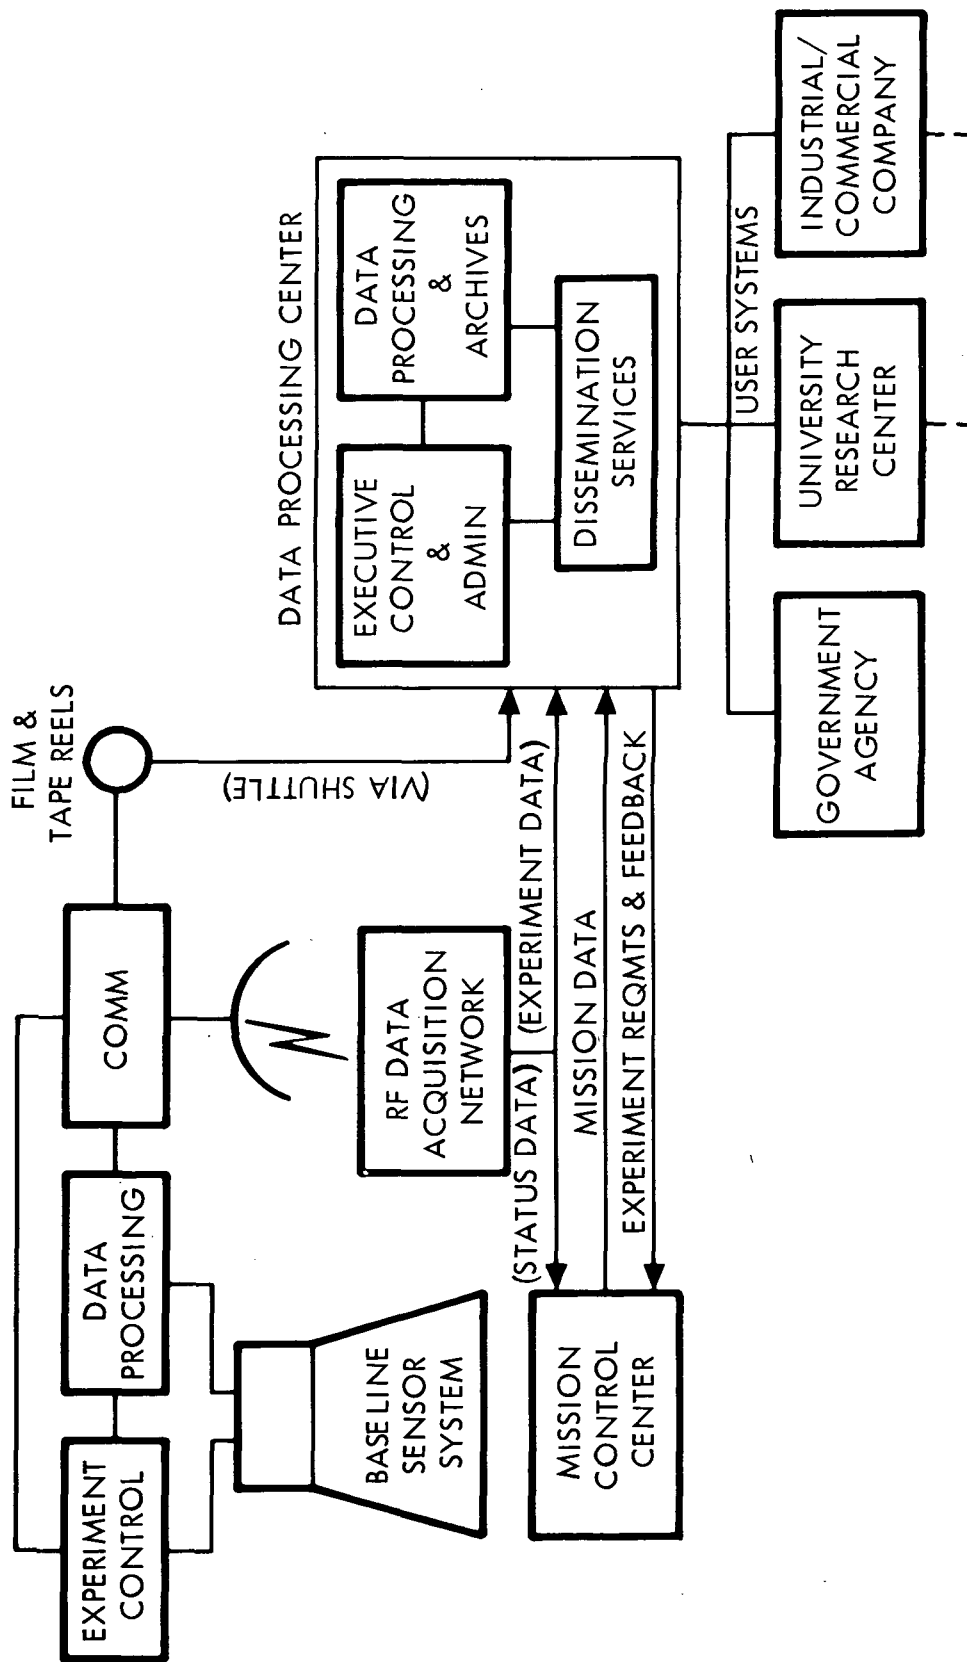 FILM &
TAPE REELS
EXPERIMENT
CONTROL
DATA
PROCESSING
COMM
(VIA SHUTTLE)
BASELINE
SENSOR
SYSTEM
RF DATA
ACQUISITION
NETWORK
DATA PROCESSING CENTER
EXECUTIVE
CONTROL
&
ADMIN
DATA
PROCESSING
&
ARCHIVES
DISSEMINATION
SERVICES
(STATUS DATA)
(EXPERIMENT DATA)
MISSION DATA
EXPERIMENT REQMTS & FEEDBACK
MISSION
CONTROL
CENTER
USER SYSTEMS
GOVERNMENT
AGENCY
UNIVERSITY
RESEARCH
CENTER
INDUSTRIAL/
COMMERCIAL
COMPANY